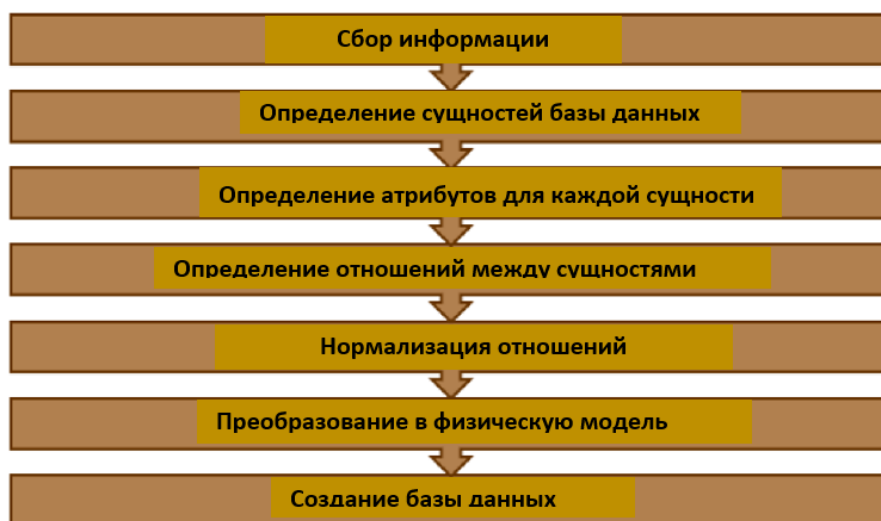 Сбор информации
Определение сущностей базы данных
Определение атрибутов для каждой сущности
Определение отношений между сущностями
Нормализация отношений
Преобразование в физическую модель
Создание базы данных